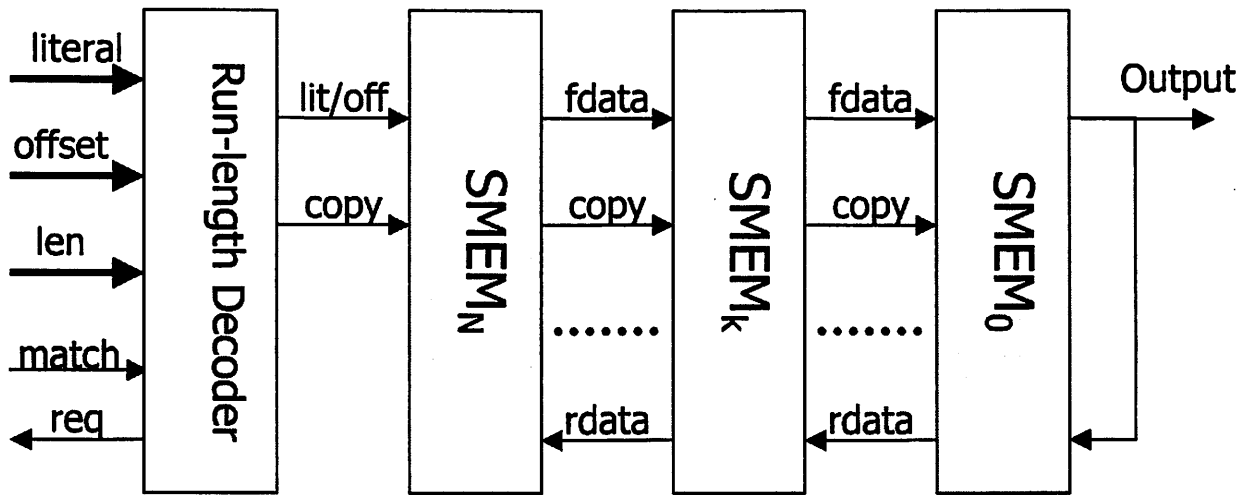 literal
offset
len
match
req
Run-length Decoder
lit/off
copy
SMEMN
fdata
copy
rdata
SMEMk
fdata
copy
rdata
SMEM0
Output